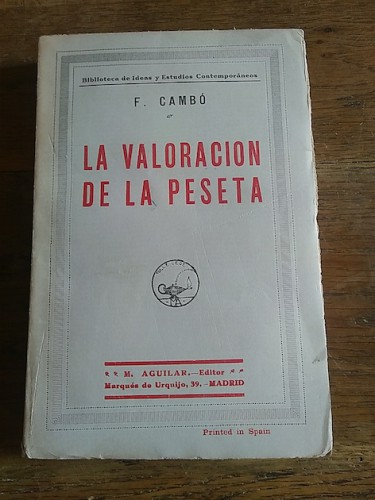 Biblioteca de Ideas y Estudios Contemporáneos
F. CAMBÓ
LA VALORACION
DE LA PESETA
M. AGUILAR.—Editor
Marqués de Urquijo, 39.—MADRID
Printed in Spain